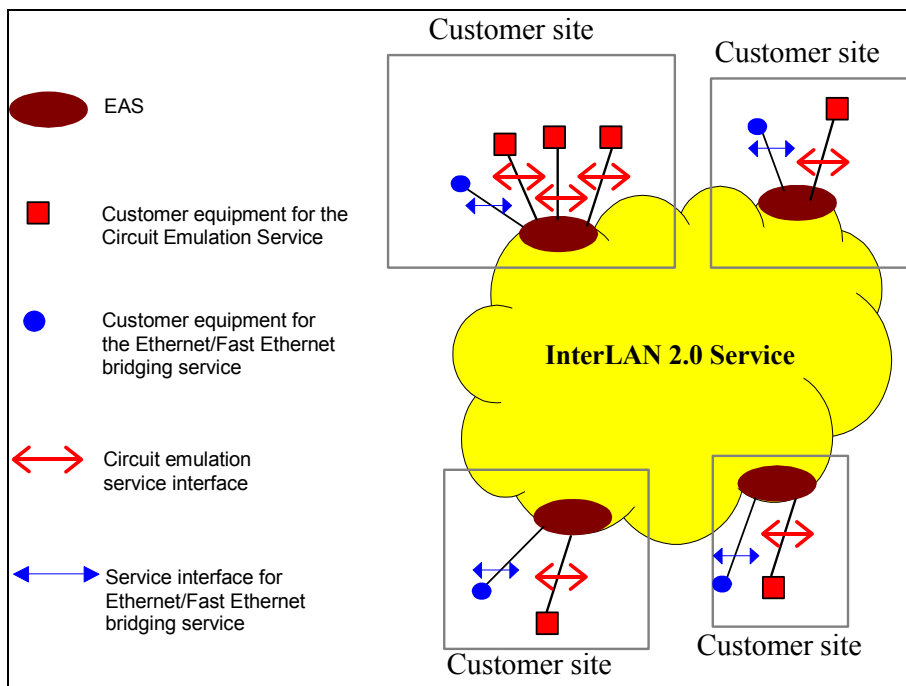 Customer site
Customer site
EAS
Customer equipment for the
Circuit Emulation Service
Customer equipment for
the Ethernet/Fast Ethernet
bridging service
InterLAN 2.0 Service
Circuit emulation
service interface
Service interface for
Ethernet/Fast Ethernet
bridging service
Customer site
Customer site